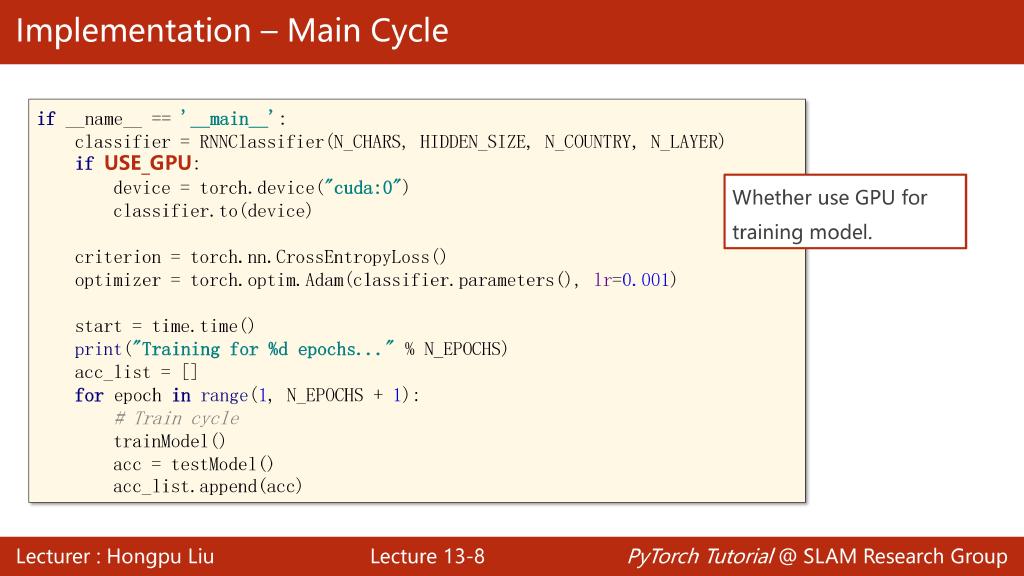 Implementation – Main Cycle
if __name__ == '__main__':
    classifier = RNNClassifier(N_CHARS, HIDDEN_SIZE, N_COUNTRY, N_LAYER)
    if USE_GPU:
        device = torch.device("cuda:0")
        classifier.to(device)
    criterion = torch.nn.CrossEntropyLoss()
    optimizer = torch.optim.Adam(classifier.parameters(), lr=0.001)
    start = time.time()
    print("Training for %d epochs..." % N_EPOCHS)
    acc_list = []
    for epoch in range(1, N_EPOCHS + 1):
        # Train cycle
        trainModel()
        acc = testModel()
        acc_list.append(acc)
Whether use GPU for
training model.
Lecturer : Hongpu Liu
Lecture 13-8
PyTorch Tutorial @ SLAM Research Group